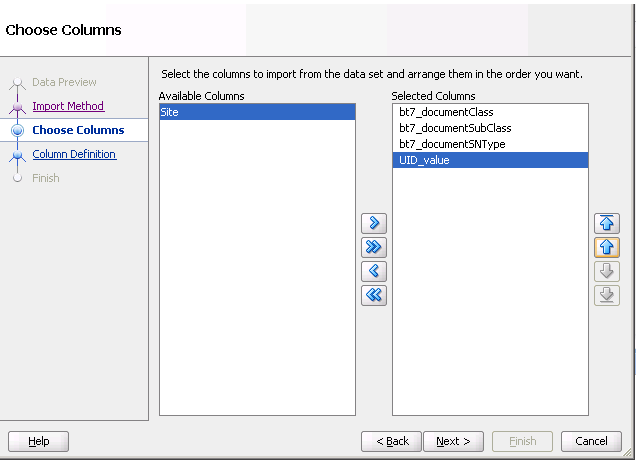 Choose Columns
Data Preview
Import Method
Choose Columns
Column Definition
Finish
Select the columns to import from the data set and arrange them in the order you want.
Available Columns
Site
Selected Columns
bt7_documentClass
bt7_documentSubClass
bt7_documentSNType
UID_value
Help
< Back
Next >
Finish
Cancel